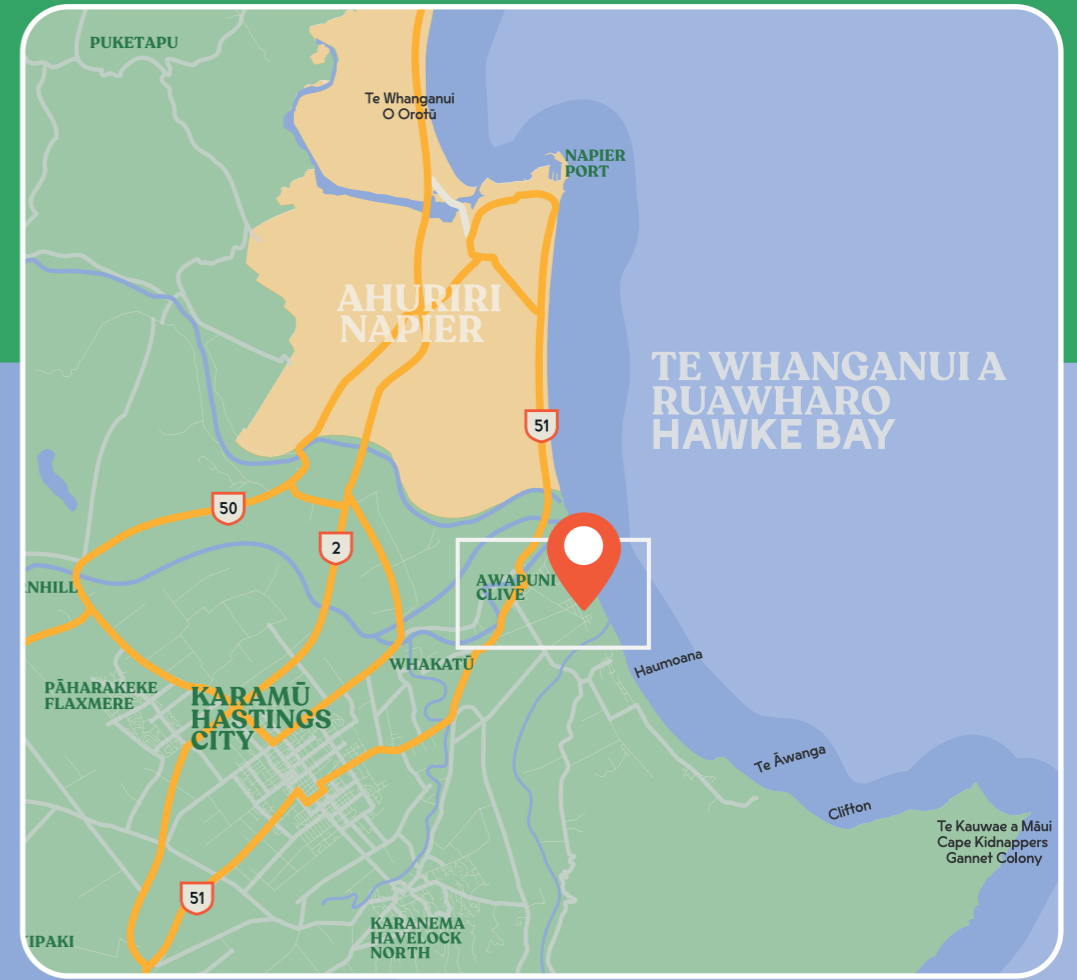 PUKETAPU
Te Whanganui
O Orotū
NAPIER
PORT
AHURIRI
NAPIER
TE WHANGANUI A
RUAWHARO
HAWKE BAY
51
50
2
NHILL
AWAPUNI
CLIVE
WHAKATŪ
Haumoana
PĀHARAKEKE
FLAXMERE
KARAMŪ
HASTINGS
CITY
Te Āwanga
Clifton
Te Kauwae a Māui
Cape Kidnappers
Gannet Colony
51
KARANEMA
HAVELOCK
NORTH
IPAKI